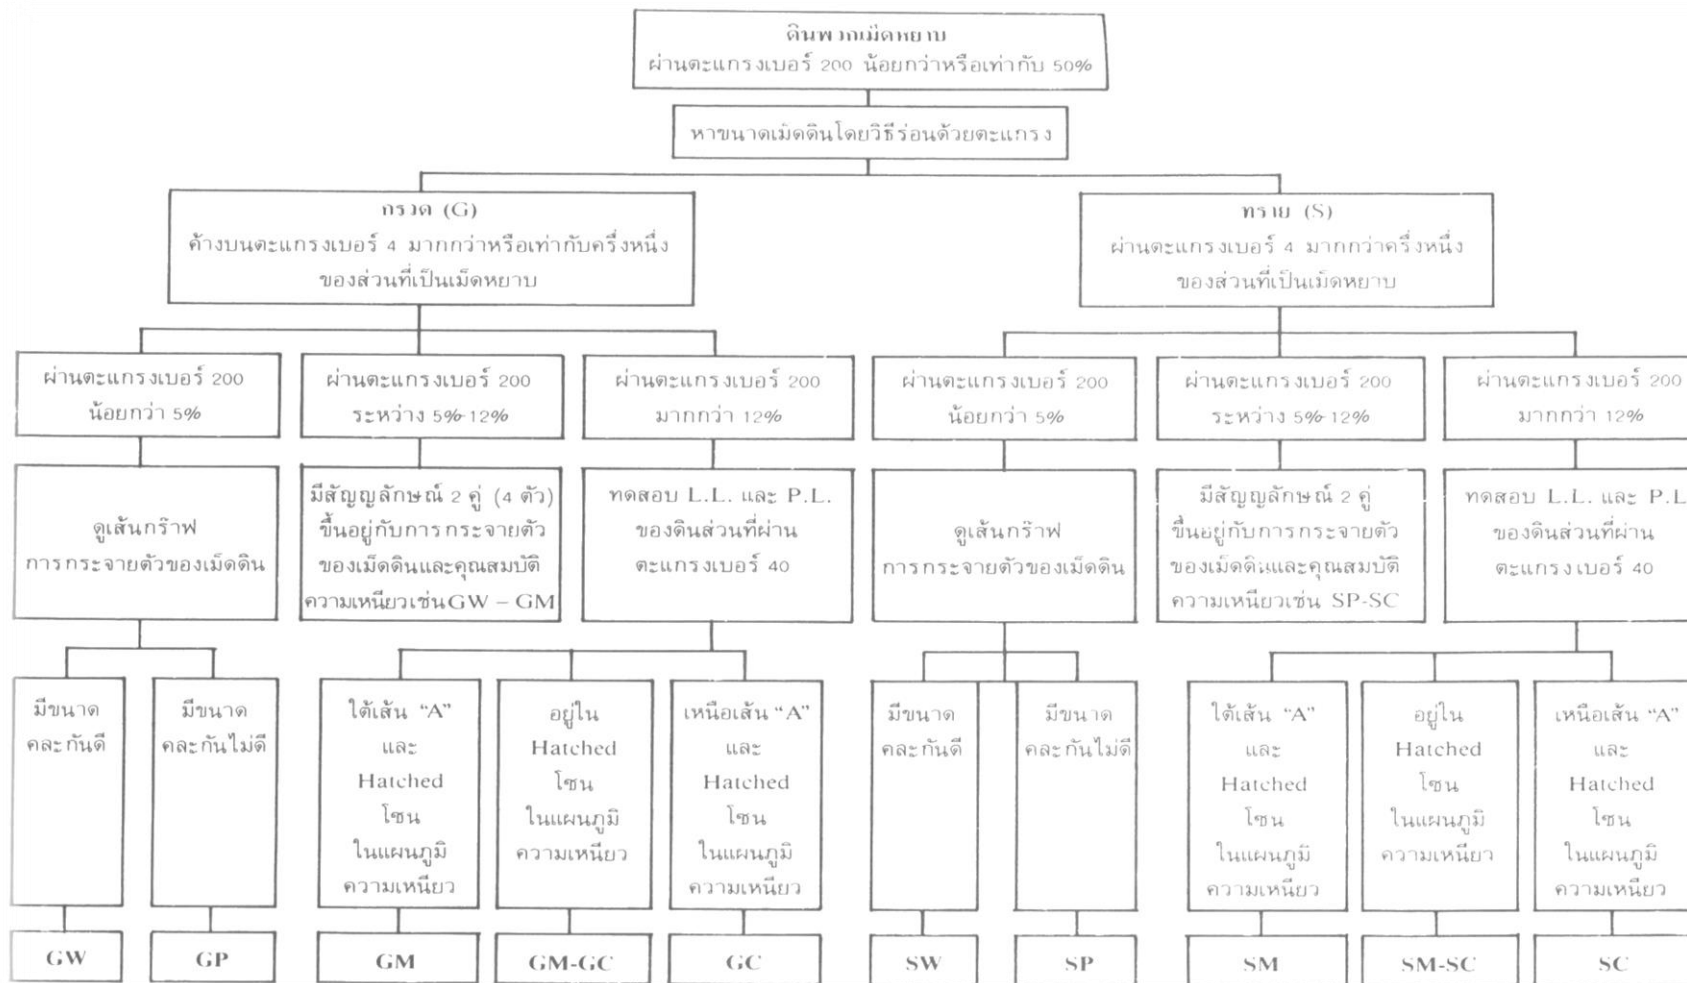 ดินพวกเม็ดหยาบ
ผ่านตะแกรงเบอร์ 200 น้อยกว่าหรือเท่ากับ 50%
หาขนาดเม็ดดินโดยวิธีร่อนด้วยตะแกรง
กรวด (G)
ค้างบนตะแกรงเบอร์ 4 มากกว่าหรือเท่ากับครึ่งหนึ่ง
ของส่วนที่เป็นเม็ดหยาบ
ทราย (S)
ผ่านตะแกรงเบอร์ 4 มากกว่าครึ่งหนึ่ง
ของส่วนที่เป็นเม็ดหยาบ
ผ่านตะแกรงเบอร์ 200
น้อยกว่า 5%
ผ่านตะแกรงเบอร์ 200
ระหว่าง 5%-12%
ผ่านตะแกรงเบอร์ 200
มากกว่า 12%
ผ่านตะแกรงเบอร์ 200
น้อยกว่า 5%
ผ่านตะแกรงเบอร์ 200
ระหว่าง 5%-12%
ผ่านตะแกรงเบอร์ 200
มากกว่า 12%
ดูเส้นกร๊าฟ
การกระจายตัวของเม็ดดิน
มีสัญญลักษณ์ 2 คู่ (4 ตัว)
ขึ้นอยู่กับการกระจายตัว
ของเม็ดดินและคุณสมบัติ
ความเหนียวเช่น GW – GM
ทดสอบ L.L. และ P.L.
ของดินส่วนที่ผ่าน
ตะแกรงเบอร์ 40
ดูเส้นกร๊าฟ
การกระจายตัวของเม็ดดิน
มีสัญญลักษณ์ 2 คู่
ขึ้นอยู่กับการกระจายตัว
ของเม็ดดินและคุณสมบัติ
ความเหนียวเช่น SP-SC
ทดสอบ L.L. และ P.L
ของดินส่วนที่ผ่าน
ตะแกรงเบอร์ 40
มีขนาด
คละกันดี
มีขนาด
คละกันไม่ดี
ใต้เส้น “A”
และ
Hatched
โซน
ในแผนภูมิ
ความเหนียว
อยู่ใน
Hatched
โซน
ในแผนภูมิ
ความเหนียว
เหนือเส้น “A”
และ
Hatched
โซน
ในแผนภูมิ
ความเหนียว
มีขนาด
คละกันดี
มีขนาด
คละกันไม่ดี
ใต้เส้น “A”
และ
Hatched
โซน
ในแผนภูมิ
ความเหนียว
อยู่ใน
Hatched
โซน
ในแผนภูมิ
ความเหนียว
เหนือเส้น “A”
และ
Hatched
โซน
ในแผนภูมิ
ความเหนียว
GW
GP
GM
GM-GC
GC
SW
SP
SM
SM-SC
SC